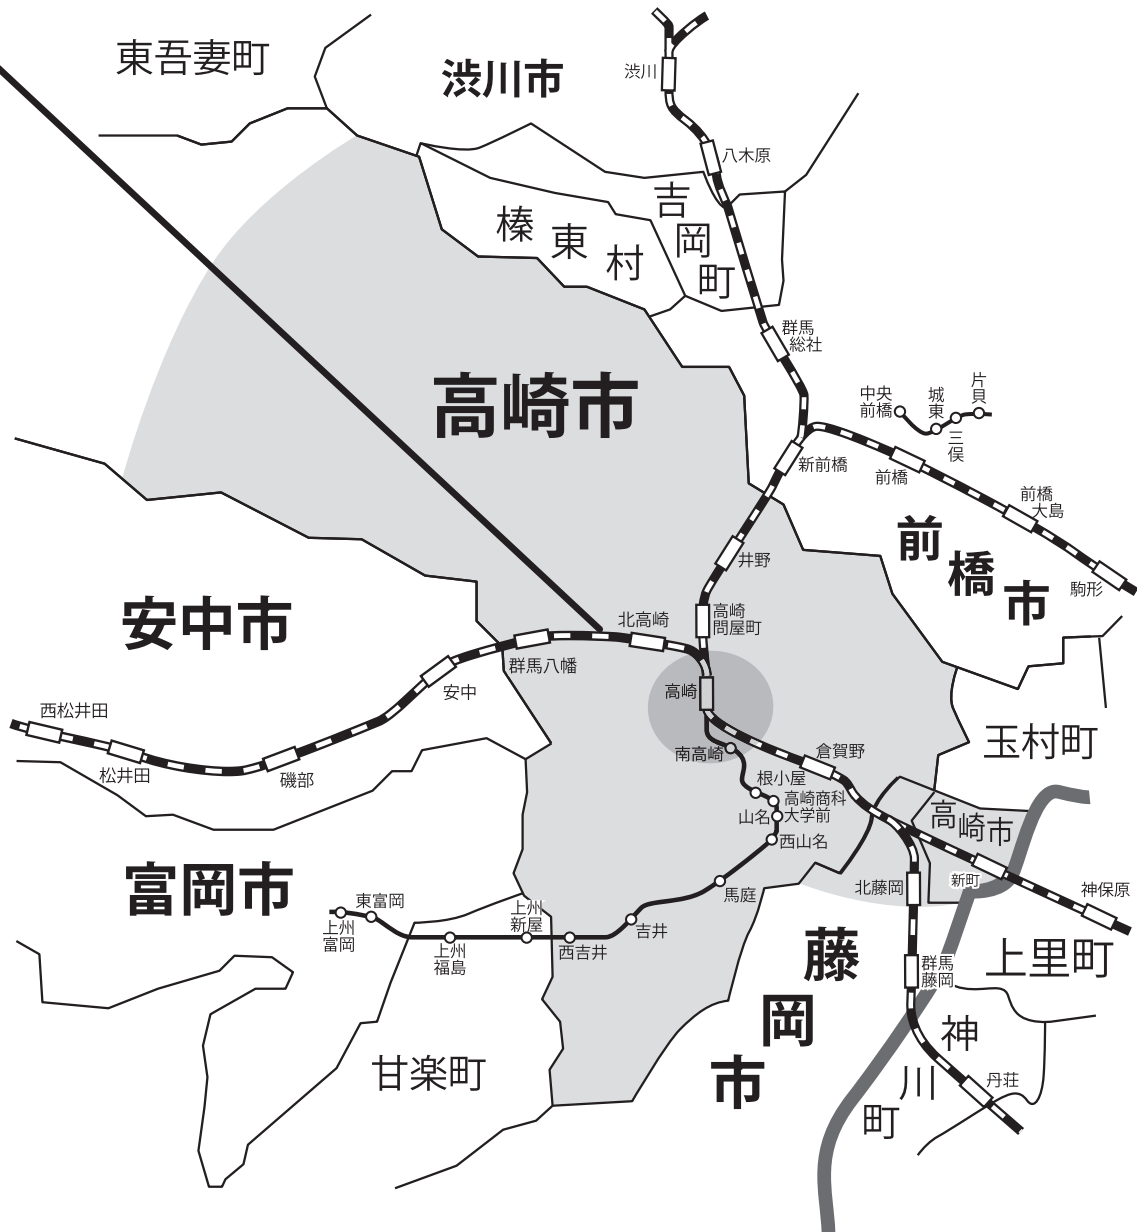 東吾妻町
渋川市
渋川
八木原
吉岡町
榛東村
群馬
総社
高崎市
中央
前橋
城東
三俣
片貝
新前橋
前橋
前橋
大島
駒形
前橋市
井野
高崎
問屋町
北高崎
群馬八幡
安中市
安中
高崎
西松井田
松井田
磯部
南高崎
倉賀野
玉村町
根小屋
高崎商科
大学前
山名
西山名
高崎市
富岡市
馬庭
北藤岡
新町
神保原
東富岡
上州
富岡
上州
福島
上州
新屋
西吉井
吉井
藤岡市
群馬
藤岡
上里町
甘楽町
神川町
丹荘